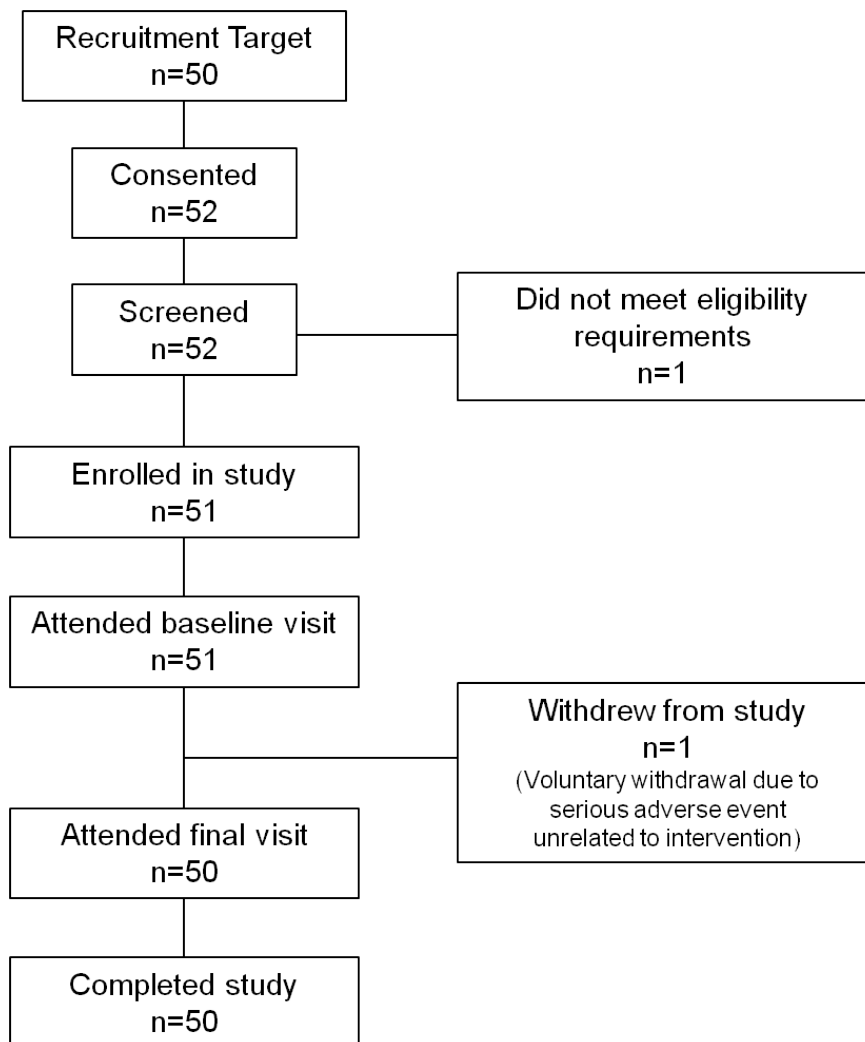 Recruitment Target
n=50
Consented
n=52
Screened
n=52
Did not meet eligibility
requirements
n=1
Enrolled in study
n=51
Attended baseline visit
n=51
Withdrew from study
n=1
(Voluntary withdrawal due to
serious adverse event
unrelated to intervention)
Attended final visit
n=50
Completed study
n=50